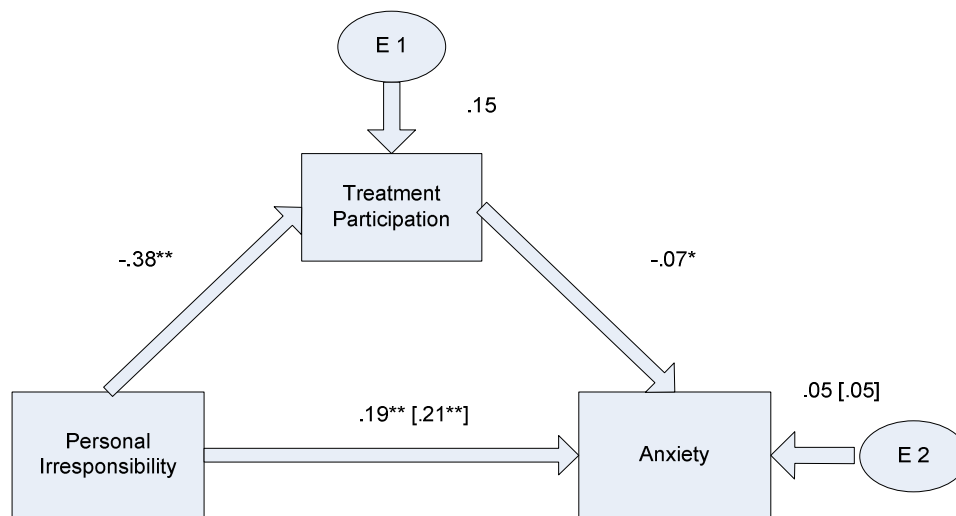 E 1
.15
Treatment
Participation
-.38**
-.07*
.19** [.21**]
.05 [.05]
Personal
Irresponsibility
Anxiety
E 2